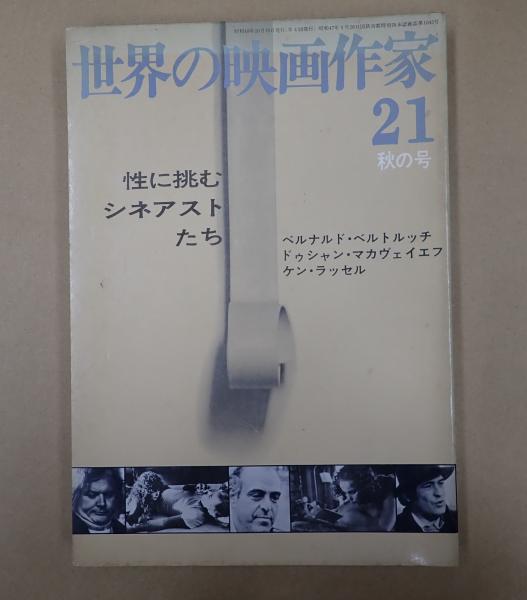 世界の映画作家
21
秋の号
性に挑む
シネアスト
たち
ベルナルド・ベルトルッチ
ドゥシャン・マカヴェイエフ
ケン・ラッセル